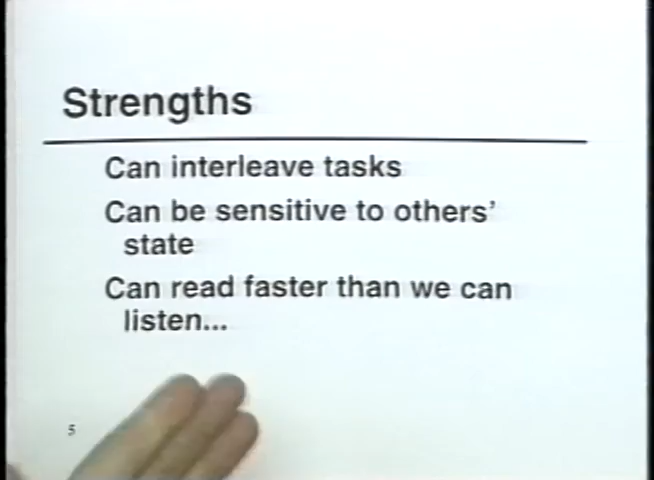 Strengths
Can interleave tasks
Can be sensitive to others'
state
Can read faster than we can
listen...
5